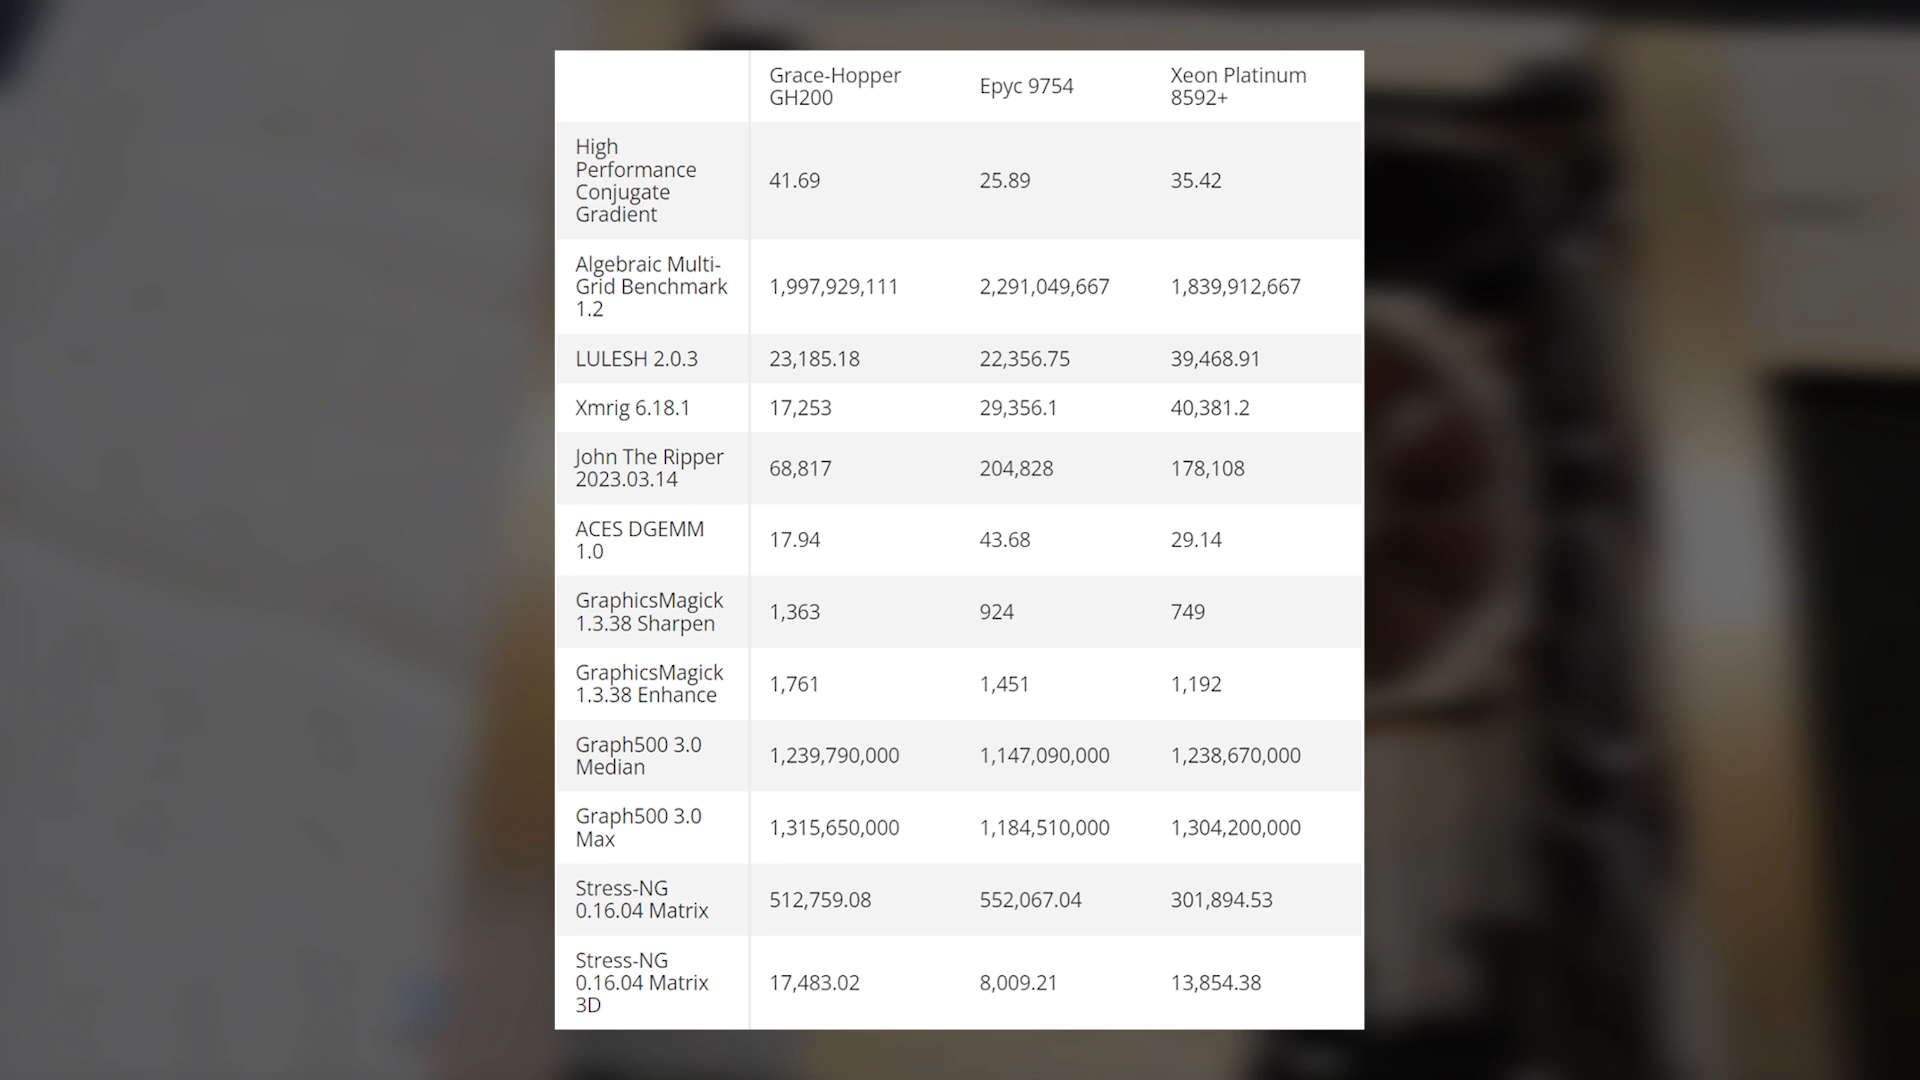 Grace-Hopper
GH200
Epyc 9754
Xeon Platinum
8592+
High
Performance
Conjugate
Gradient
41.69
25.89
35.42
Algebraic Multi-
Grid Benchmark
1.2
1,997,929,111
2,291,049,667
1,839,912,667
LULESH 2.0.3
23,185.18
22,356.75
39,468.91
Xmrig 6.18.1
17,253
29,356.1
40,381.2
John The Ripper
2023.03.14
68,817
204,828
178,108
ACES DGEMM
1.0
17.94
43.68
29.14
GraphicsMagick
1.3.38 Sharpen
1,363
924
749
GraphicsMagick
1.3.38 Enhance
1,761
1,451
1,192
Graph500 3.0
Median
1,239,790,000
1,147,090,000
1,238,670,000
Graph500 3.0
Max
1,315,650,000
1,184,510,000
1,304,200,000
Stress-NG
0.16.04 Matrix
512,759.08
552,067.04
301,894.53
Stress-NG
0.16.04 Matrix
3D
17,483.02
8,009.21
13,854.38